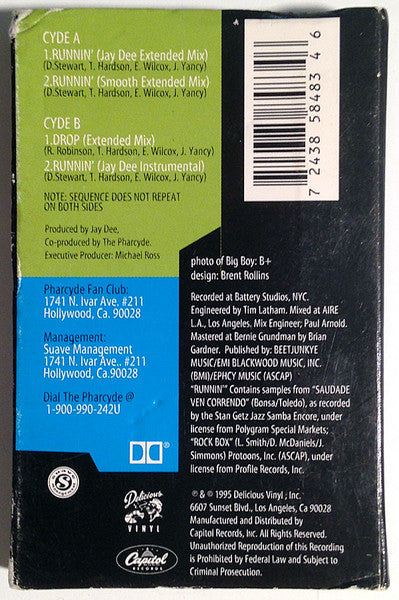 CYDE A
1.RUNNIN' (Jay Dee Extended Mix)
(D.Stewart, T. Hardson, E. Wilcox, J. Yancy)
2.RUNNIN' (Smooth Extended Mix)
(D.Stewart, T. Hardson, E. Wilcox, J. Yancy)
CYDE B
1.DROP (Extended Mix)
(R. Robinson, T. Hardson, E. Wilcox, J. Yancy)
2.RUNNIN' (Jay Dee Instrumental)
(D.Stewart, T. Hardson, E. Wilcox, J. Yancy)
NOTE: SEQUENCE DOES NOT REPEAT
ON BOTH SIDES
Produced by Jay Dee,
Co-produced by The Pharcyde.
Executive Producer: Michael Ross
Pharcyde Fan Club:
1741 N. Ivar Ave. #211
Hollywood, Ca. 90028
Management:
Suave Management
1741 N. Ivar Ave.. #211
Hollywood, Ca.90028
Dial The Pharcyde @
1-900-990-242U
7 2438 58483 4 6
photo of Big Boy: B+
design: Brent Rollins
Recorded at Battery Studios, NYC.
Engineered by Tim Latham. Mixed at AIRE
L.A., Los Angeles. Mix Engineer; Paul Arnold.
Mastered at Bernie Grundman by Brian
Gardner. Published by: BEETJUNKYE
MUSIC/EMI BLACKWOOD MUSIC, INC.
(BMI)/EPHCY MUSIC (ASCAP)
"RUNNIN'" Contains samples from "SAUDADE
VEN CORRENDO" (Bonsa/Toledo), as recorded
by the Stan Getz Jazz Samba Encore, under
license from Polygram Special Markets;
"ROCK BOX" (L. Smith/D. McDaniels/J.
Simmons) Protoons, Inc. (ASCAP), under
license from Profile Records, Inc.
Delicious
VINYL
Capitol
RECORDS
℗ & © 1995 Delicious Vinyl ; Inc.
6607 Sunset Blvd., Los Angeles, CA 90028
Manufactured and Distributed by
Capitol Records, Inc. All Rights Reserved.
Unauthorized Reproduction of this Recording
is Prohibited by Federal Law and Subject to
Criminal Prosecution.